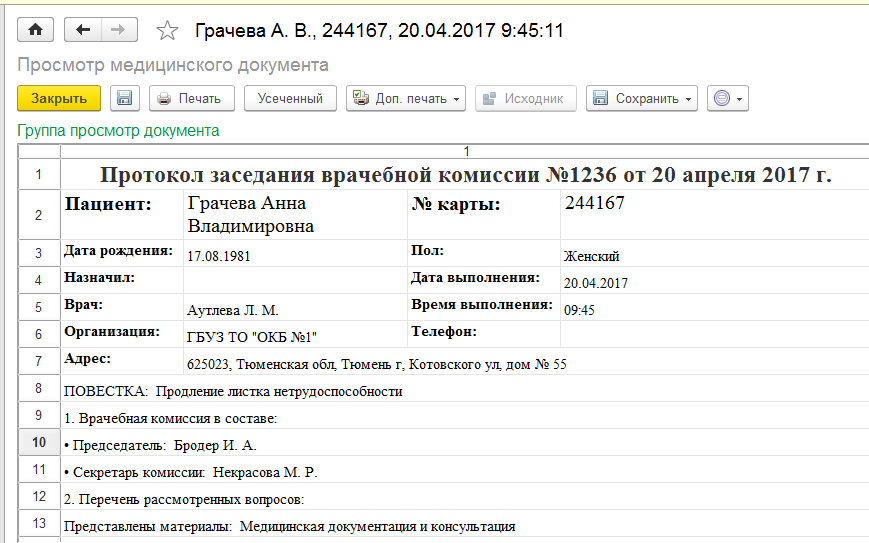 Грачева А. В., 244167, 20.04.2017 9:45:11
Просмотр медицинского документа
Закрыть Печать Усеченный Доп. печать Исходник Сохранить
Группа просмотр документа
1
1 Протокол заседания врачебной комиссии №1236 от 20 апреля 2017 г.
2 Пациент: Грачева Анна Владимировна № карты: 244167
3 Дата рождения: 17.08.1981 Пол: Женский
4 Назначил: Дата выполнения: 20.04.2017
5 Врач: Аутлева Л. М. Время выполнения: 09:45
6 Организация: ГБУЗ ТО "ОКБ №1" Телефон:
7 Адрес: 625023, Тюменская обл, Тюмень г, Котовского ул, дом № 55
8 ПОВЕСТКА: Продление листка нетрудоспособности
9 1. Врачебная комиссия в составе:
10 • Председатель: Бродер И. А.
11 • Секретарь комиссии: Некрасова М. Р.
12 2. Перечень рассмотренных вопросов:
13 Представлены материалы: Медицинская документация и консультация